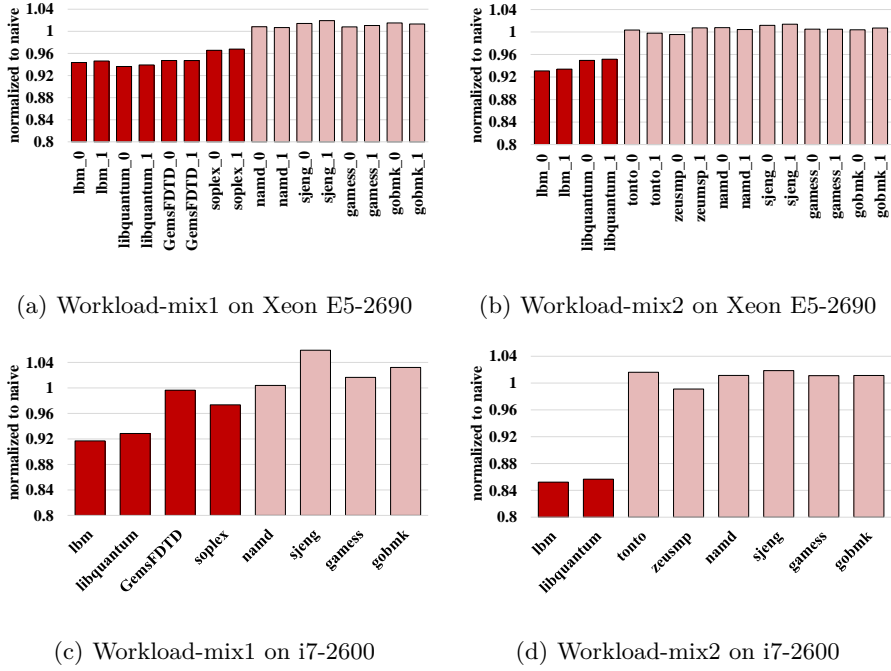 normalized to naive
1.04
1
0.96
0.92
0.88
0.84
0.8
lbm_0
lbm_1
libquantum_0
libquantum_1
GemsFDTD_0
GemsFDTD_1
soplex_0
soplex_1
namd_0
namd_1
sjeng_0
sjeng_1
gamess_0
gamess_1
gobmk_0
gobmk_1
(a) Workload-mix1 on Xeon E5-2690
normalized to naive
1.04
1
0.96
0.92
0.88
0.84
0.8
lbm_0
lbm_1
libquantum_0
libquantum_1
tonto_0
tonto_1
zeusmp_0
zeumsp_1
namd_0
namd_1
sjeng_0
sjeng_1
gamess_0
gamess_1
gobmk_0
gobmk_1
(b) Workload-mix2 on Xeon E5-2690
normalized to naive
1.04
1
0.96
0.92
0.88
0.84
0.8
lbm
libquantum
GemsFDTD
soplex
namd
sjeng
gamess
gobmk
(c) Workload-mix1 on i7-2600
normalized to naive
1.04
1
0.96
0.92
0.88
0.84
0.8
lbm
libquantum
tonto
zeusmp
namd
sjeng
gamess
gobmk
(d) Workload-mix2 on i7-2600